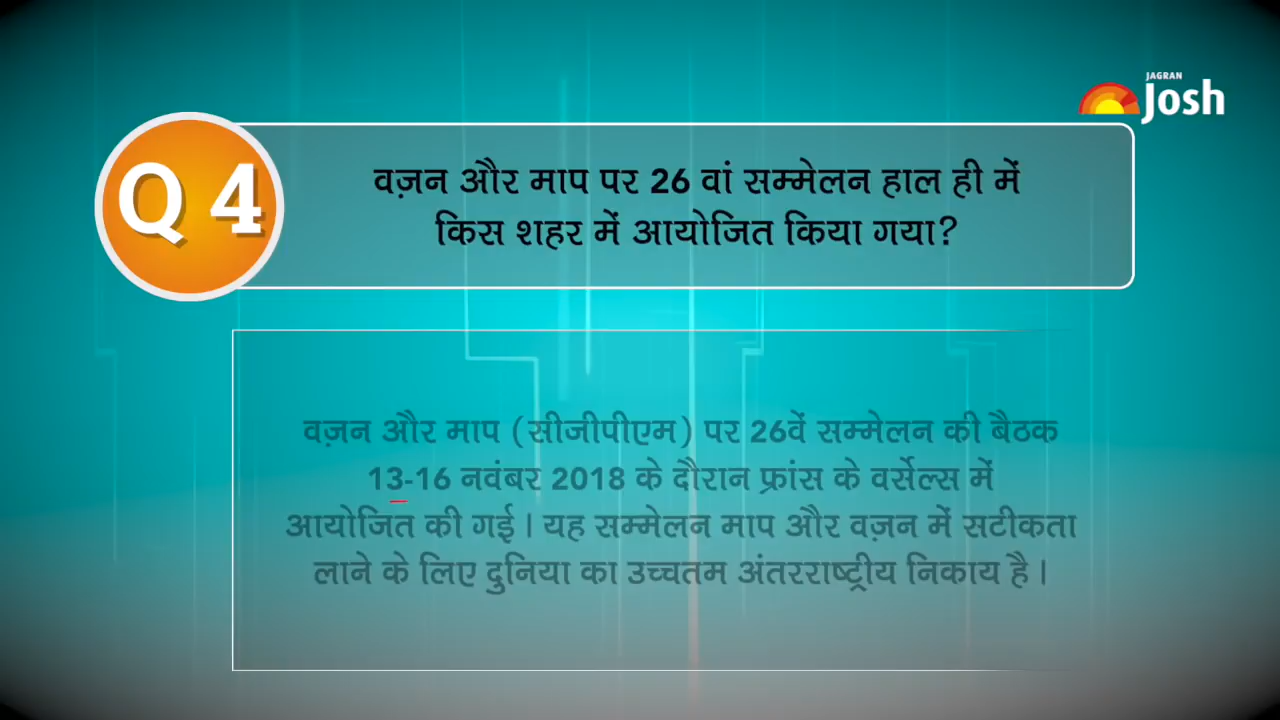 JAGRAN
Josh
Q 4
वज़न और माप पर 26 वां सम्मेलन हाल ही में
किस शहर में आयोजित किया गया?
वज़न और माप (सीजीपीएम) पर 26वें सम्मेलन की बैठक
13-16 नवंबर 2018 के दौरान फ्रांस के वर्सेल्स में
आयोजित की गई। यह सम्मेलन माप और वज़न में सटीकता
लाने के लिए दुनिया का उच्चतम अंतरराष्ट्रीय निकाय है।